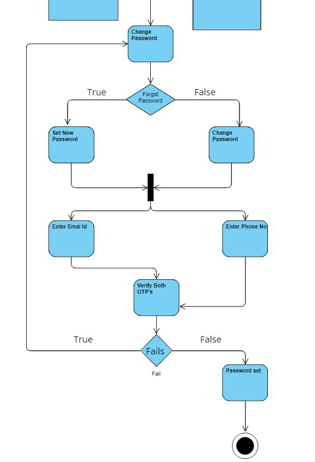 Change
Password
Forgot
Password
True
False
Set New
Password
Change
Password
Enter Emai Id
Enter Phone No
Verify Both
OTP's
Fails
True
False
Fail
Password set